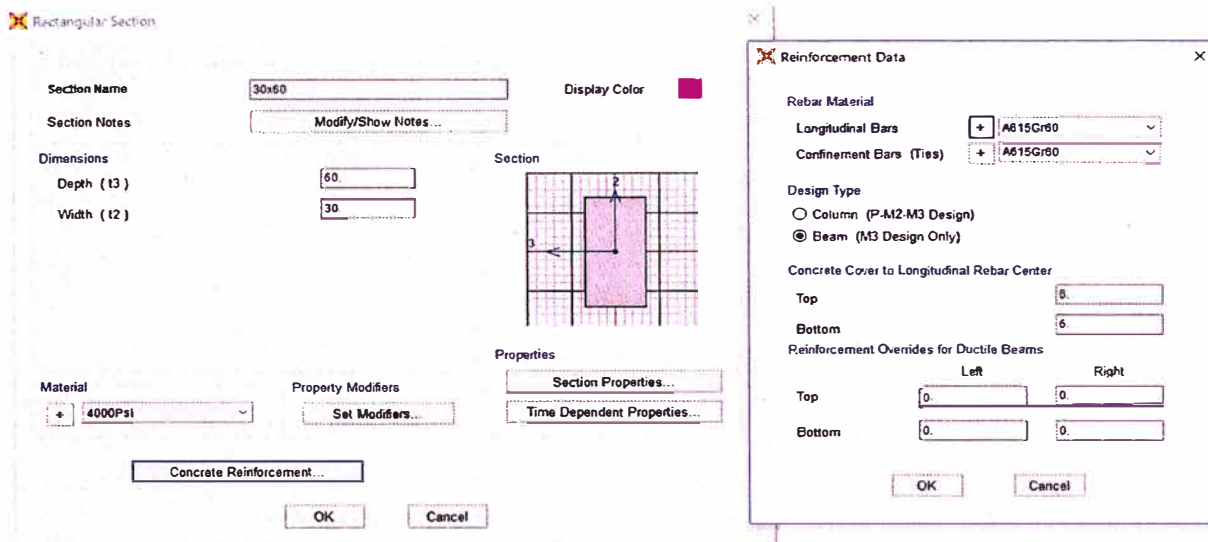 Rectangular Section
Section Name
30x60
Display Color
Section Notes
Modify/Show Notes...
Dimensions
Depth ( t3 )
60.
Width ( t2 )
30.
Section
2
3
Properties
Section Properties...
Time Dependent Properties...
Material
+
4000Psi
Property Modifiers
Set Modifiers...
Concrete Reinforcement...
OK
Cancel
Reinforcement Data
Rebar Material
Longitudinal Bars
+
A615Gr60
Confinement Bars (Ties)
+
A615Gr60
Design Type
Column (P-M2-M3 Design)
Beam (M3 Design Only)
Concrete Cover to Longitudinal Rebar Center
Top
6.
Bottom
6.
Reinforcement Overrides for Ductile Beams
Left
Right
Top
0.
0.
Bottom
0.
0.
OK
Cancel